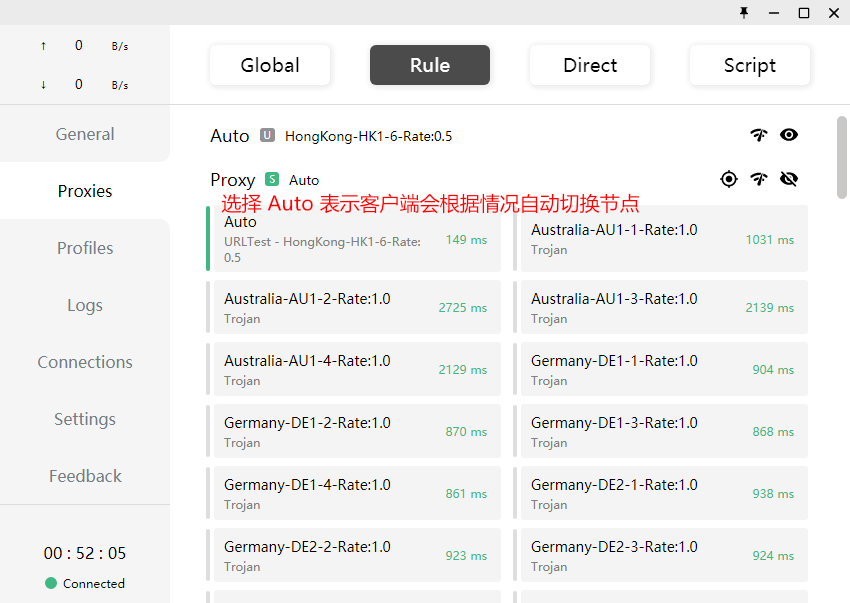 ↑ 0 B/s
↓ 0 B/s
General
Proxies
Profiles
Logs
Connections
Settings
Feedback
00 : 52 : 05
Connected
Global Rule Direct Script
Auto U HongKong-HK1-6-Rate:0.5
Proxy S Auto
选择 Auto 表示客户端会根据情况自动切换节点
Auto
URLTest - HongKong-HK1-6-Rate:
0.5
149 ms
Australia-AU1-1-Rate:1.0
Trojan
1031 ms
Australia-AU1-2-Rate:1.0
Trojan
2725 ms
Australia-AU1-3-Rate:1.0
Trojan
2139 ms
Australia-AU1-4-Rate:1.0
Trojan
2129 ms
Germany-DE1-1-Rate:1.0
Trojan
904 ms
Germany-DE1-2-Rate:1.0
Trojan
870 ms
Germany-DE1-3-Rate:1.0
Trojan
868 ms
Germany-DE1-4-Rate:1.0
Trojan
861 ms
Germany-DE2-1-Rate:1.0
Trojan
938 ms
Germany-DE2-2-Rate:1.0
Trojan
923 ms
Germany-DE2-3-Rate:1.0
Trojan
924 ms